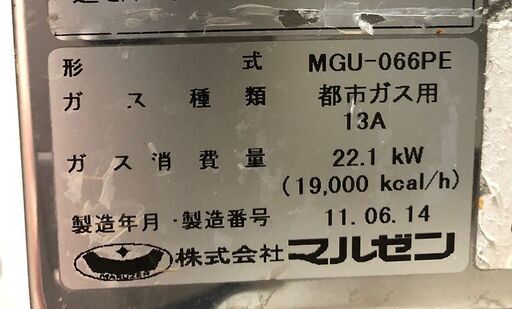 形 式 MGU-066PE
ガス種類 都市ガス用
13A
ガス消費量 22.1 kW
(19,000 kcal/h)
製造年月・製造番号 11.06.14
MARUZEN 株式会社マルゼン